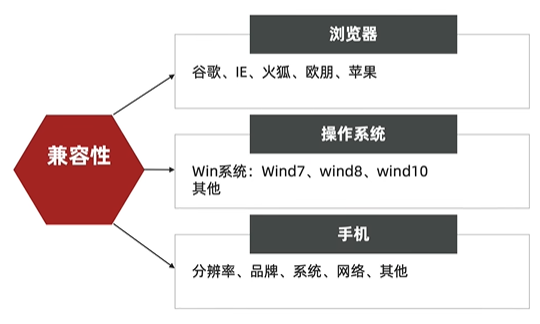 兼容性
浏览器
谷歌、IE、火狐、欧朋、苹果
操作系统
Win系统：Wind7、wind8、wind10
其他
手机
分辨率、品牌、系统、网络、其他